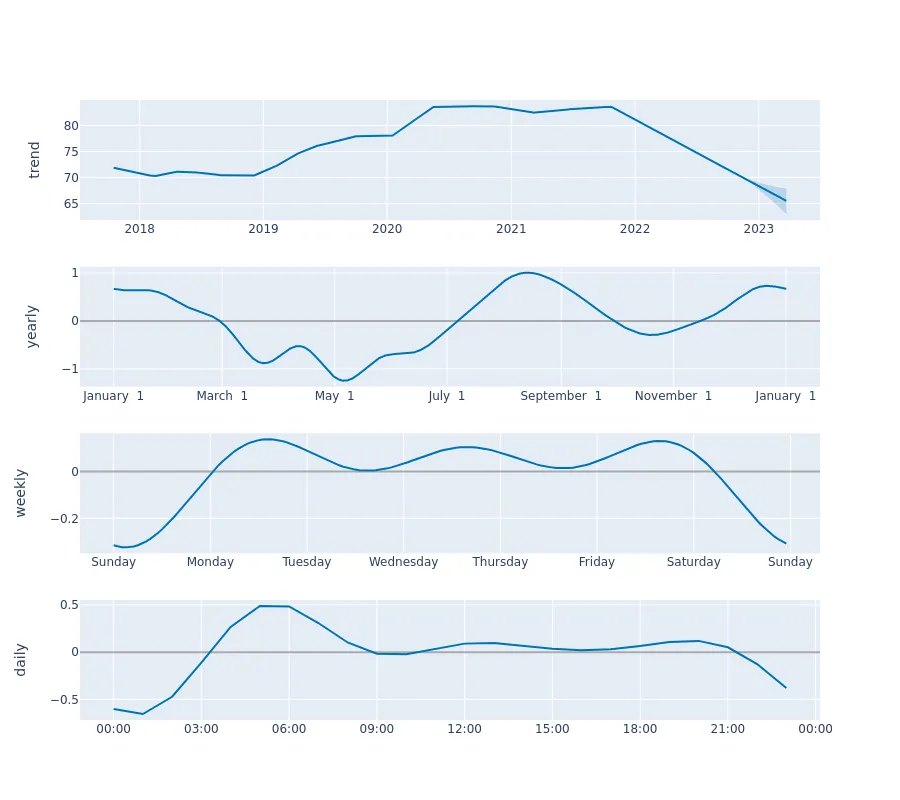 trend
80
75
70
65
2018 2019 2020 2021 2022 2023
yearly
1
0
−1
January 1 March 1 May 1 July 1 September 1 November 1 January 1
weekly
0
−0.2
Sunday Monday Tuesday Wednesday Thursday Friday Saturday Sunday
daily
0.5
0
−0.5
00:00 03:00 06:00 09:00 12:00 15:00 18:00 21:00 00:00